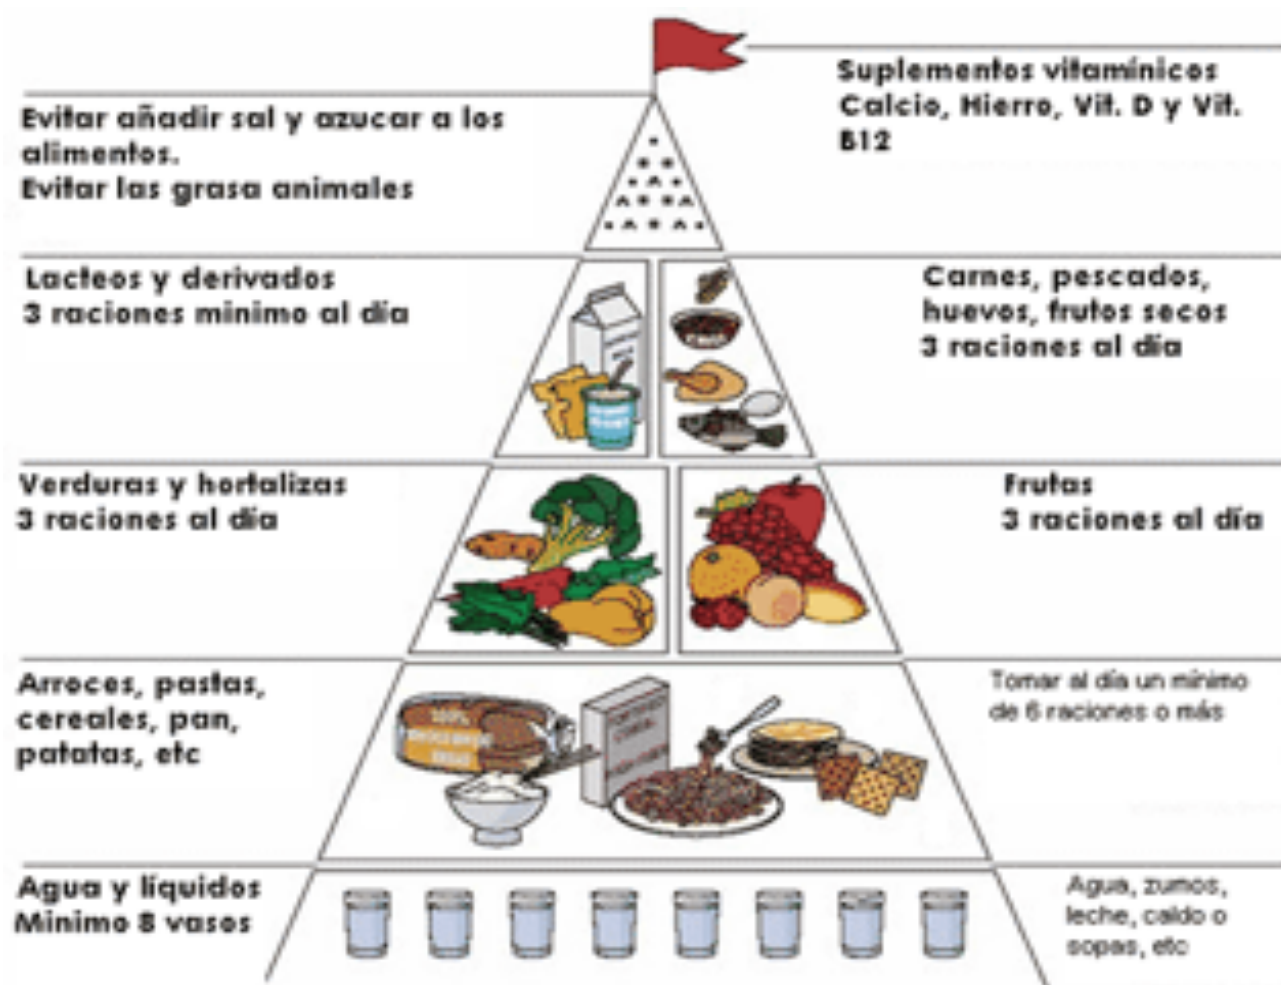 Suplementos vitamínicos
Calcio, Hierro, Vit. D y Vit.
B12
Evitar añadir sal y azucar a los
alimentos.
Evitar las grasa animales
Lacteos y derivados
3 raciones minimo al día
Carnes, pescados,
huevos, frutos secos
3 raciones al día
Verduras y hortalizas
3 raciones al día
Frutas
3 raciones al día
Arroces, pastas,
cereales, pan,
patatas, etc
Tomar al día un mínimo
de 6 raciones o más
100%
Agua y líquidos
Minimo 8 vasos
Agua, zumos,
leche, caldo o
sopas, etc